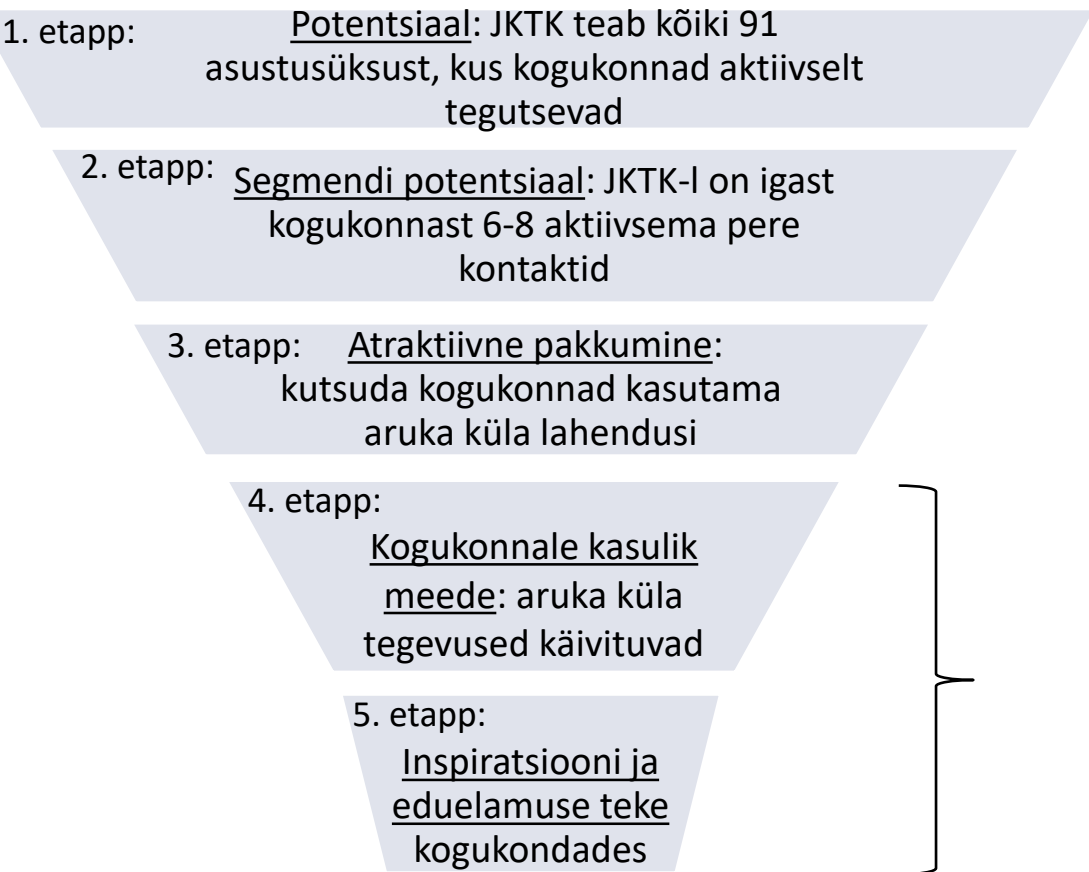 1. etapp: Potentsiaal: JKTK teab kõiki 91
asustusüksust, kus kogukonnad aktiivselt
tegutsevad
2. etapp: Segmendi potentsiaal: JKTK-l on igast
kogukonnast 6-8 aktiivsema pere
kontaktid
3. etapp: Atraktiivne pakkumine:
kutsuda kogukonnad kasutama
aruka küla lahendusi
4. etapp:
Kogukonnale kasulik
meede: aruka küla
tegevused käivituvad
5. etapp:
Inspiratsiooni ja
eduelamuse teke
kogukondades